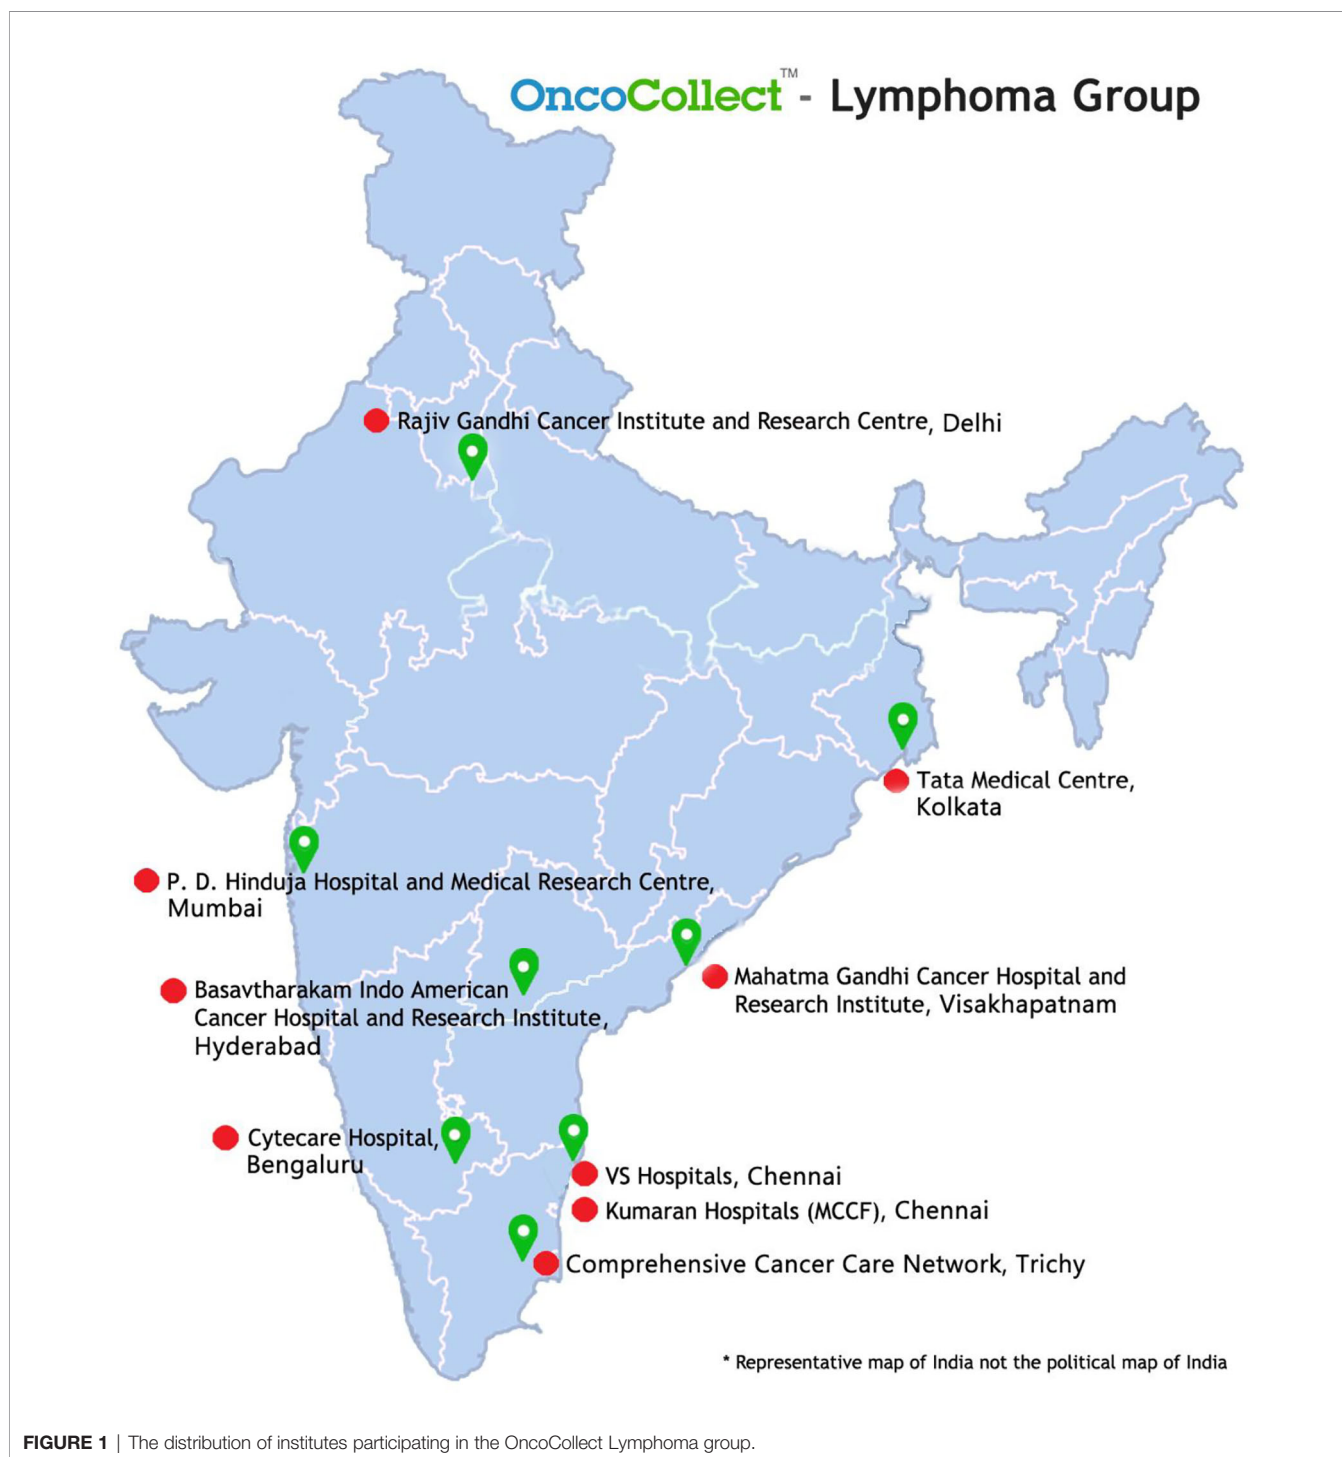 OncoCollect™ - Lymphoma Group
Rajiv Gandhi Cancer Institute and Research Centre, Delhi
Tata Medical Centre,
Kolkata
P. D. Hinduja Hospital and Medical Research Centre,
Mumbai
Mahatma Gandhi Cancer Hospital and
Research Institute, Visakhapatnam
Basavtharakam Indo American
Cancer Hospital and Research Institute,
Hyderabad
Cytecare Hospital,
Bengaluru
VS Hospitals, Chennai
Kumaran Hospitals (MCCF), Chennai
Comprehensive Cancer Care Network, Trichy
* Representative map of India not the political map of India
FIGURE 1 | The distribution of institutes participating in the OncoCollect Lymphoma group.